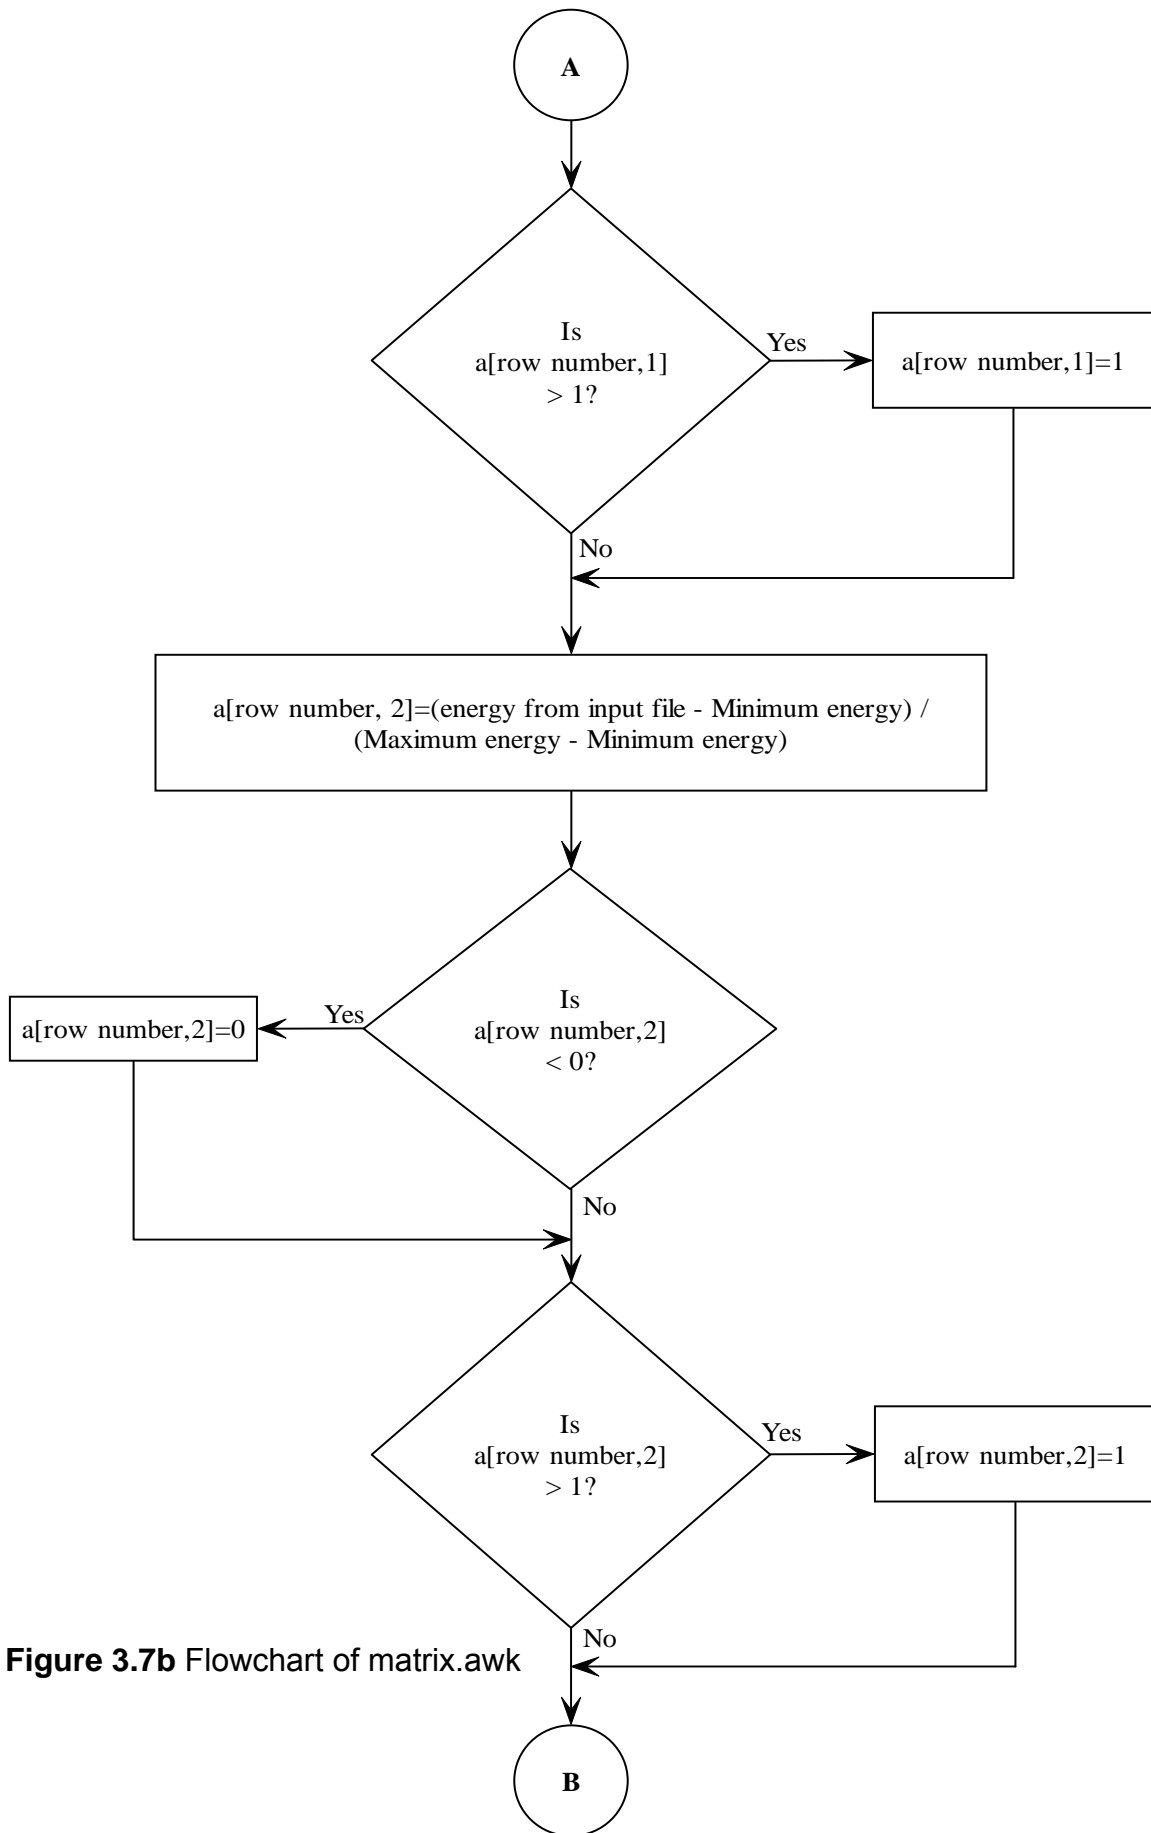 A
Is
a[row number,1]
> 1?
Yes
a[row number,1]=1
No
a[row number, 2]=(energy from input file - Minimum energy) /
(Maximum energy - Minimum energy)
Is
a[row number,2]
< 0?
Yes
a[row number,2]=0
No
Is
a[row number,2]
> 1?
Yes
a[row number,2]=1
No
Figure 3.7b Flowchart of matrix.awk
B